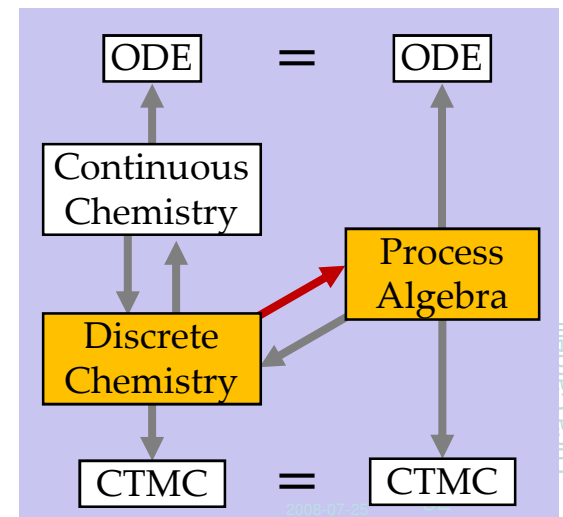 ODE = ODE
Continuous
Chemistry
Process
Algebra
Discrete
Chemistry
CTMC = CTMC
2008-07-25